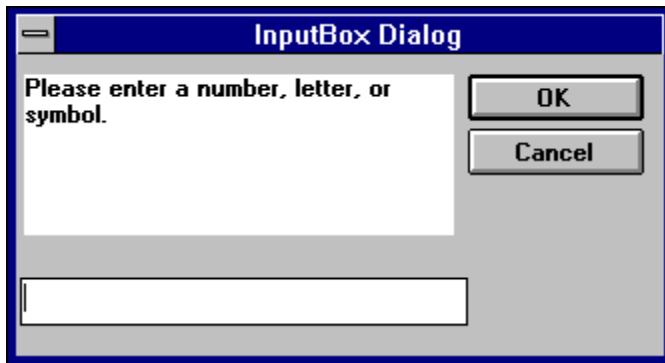 InputBox Dialog
Please enter a number, letter, or
symbol.
OK
Cancel